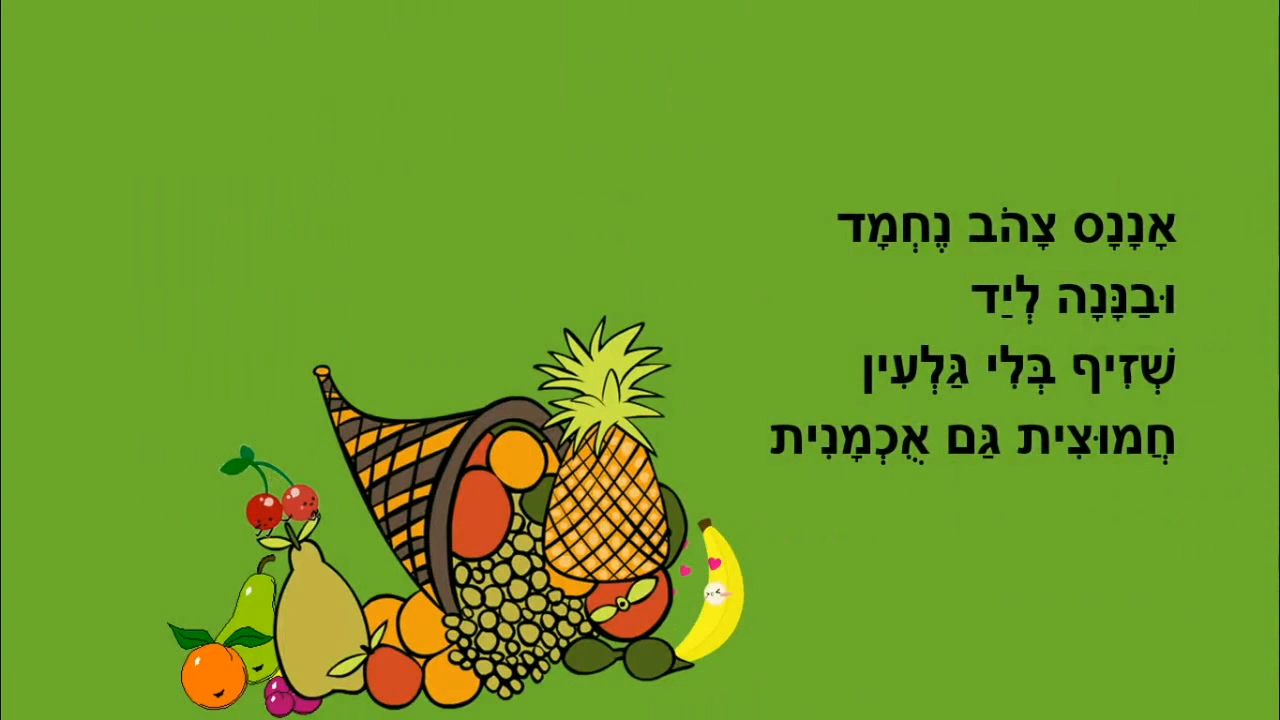 אָנָנָס צָהֹב נֶחְמָד
וּבַנָּנָה לְיַד
שְׁזִיף בְּלִי גַּלְעִין
חֲמוּצִית גַּם אֻכְמָנִית